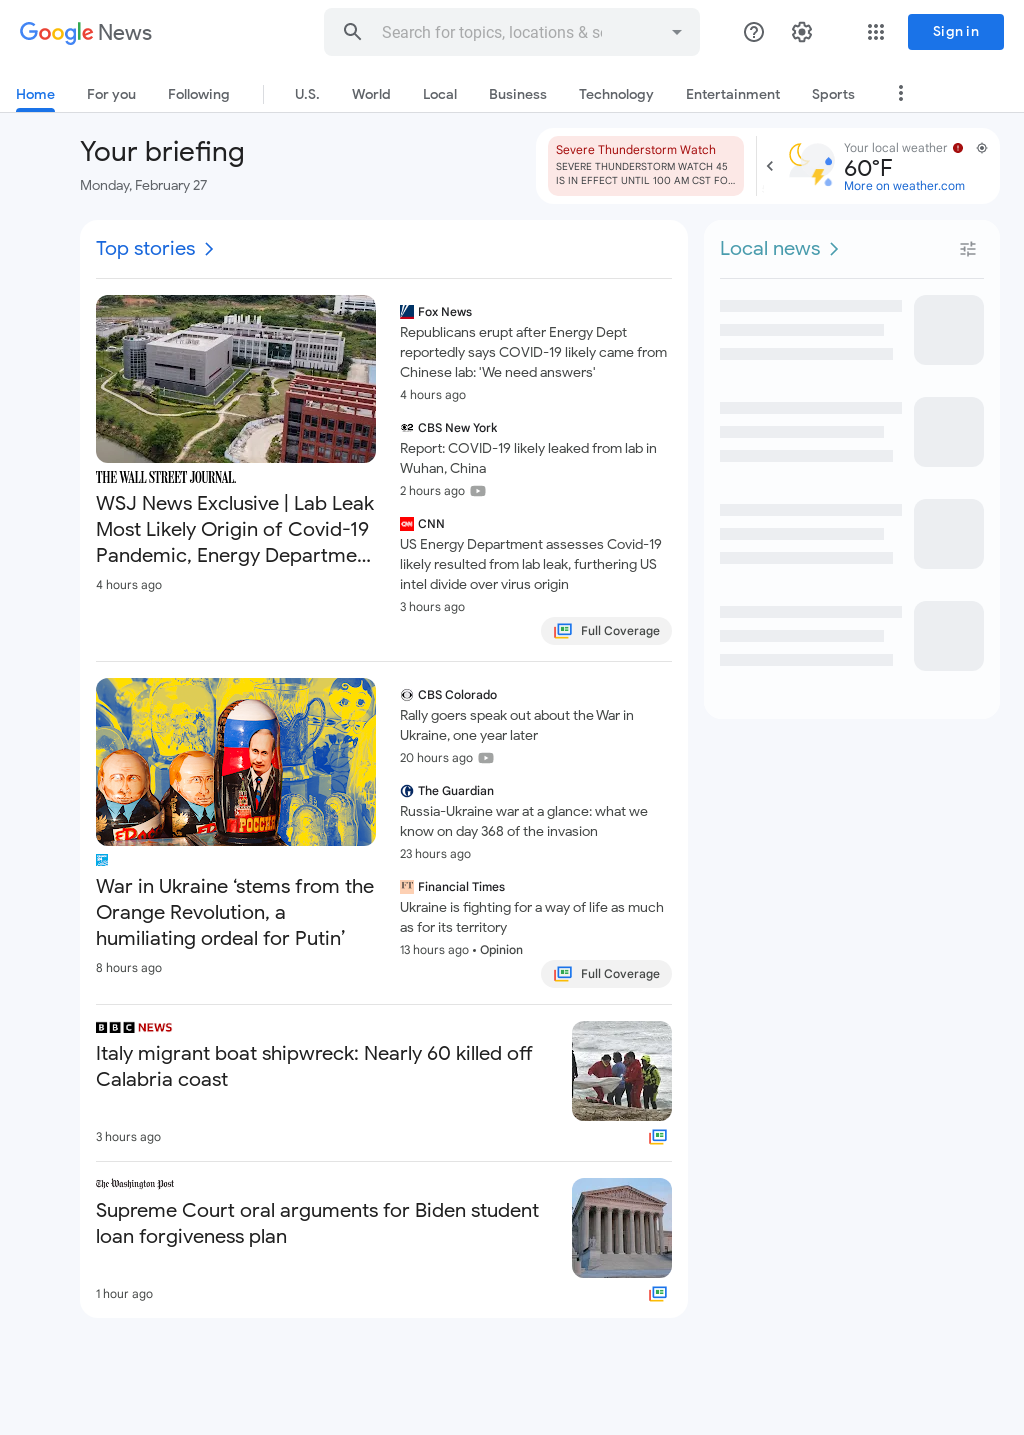 Google News
Search for topics, locations & so
Sign in
Home
For you
Following
U.S.
World
Local
Business
Technology
Entertainment
Sports
Your briefing
Monday, February 27
Severe Thunderstorm Watch
SEVERE THUNDERSTORM WATCH 45
IS IN EFFECT UNTIL 100 AM CST FO...
Your local weather
60°F
More on weather.com
Top stories
THE WALL STREET JOURNAL.
WSJ News Exclusive | Lab Leak
Most Likely Origin of Covid-19
Pandemic, Energy Departme...
4 hours ago
Fox News
Republicans erupt after Energy Dept
reportedly says COVID-19 likely came from
Chinese lab: 'We need answers'
4 hours ago
CBS New York
Report: COVID-19 likely leaked from lab in
Wuhan, China
2 hours ago
CNN
US Energy Department assesses Covid-19
likely resulted from lab leak, furthering US
intel divide over virus origin
3 hours ago
Full Coverage
РОССИЯ
War in Ukraine ‘stems from the
Orange Revolution, a
humiliating ordeal for Putin’
8 hours ago
CBS Colorado
Rally goers speak out about the War in
Ukraine, one year later
20 hours ago
The Guardian
Russia-Ukraine war at a glance: what we
know on day 368 of the invasion
23 hours ago
FT Financial Times
Ukraine is fighting for a way of life as much
as for its territory
13 hours ago • Opinion
Full Coverage
BBC NEWS
Italy migrant boat shipwreck: Nearly 60 killed off
Calabria coast
3 hours ago
The Washington Post
Supreme Court oral arguments for Biden student
loan forgiveness plan
1 hour ago
Local news